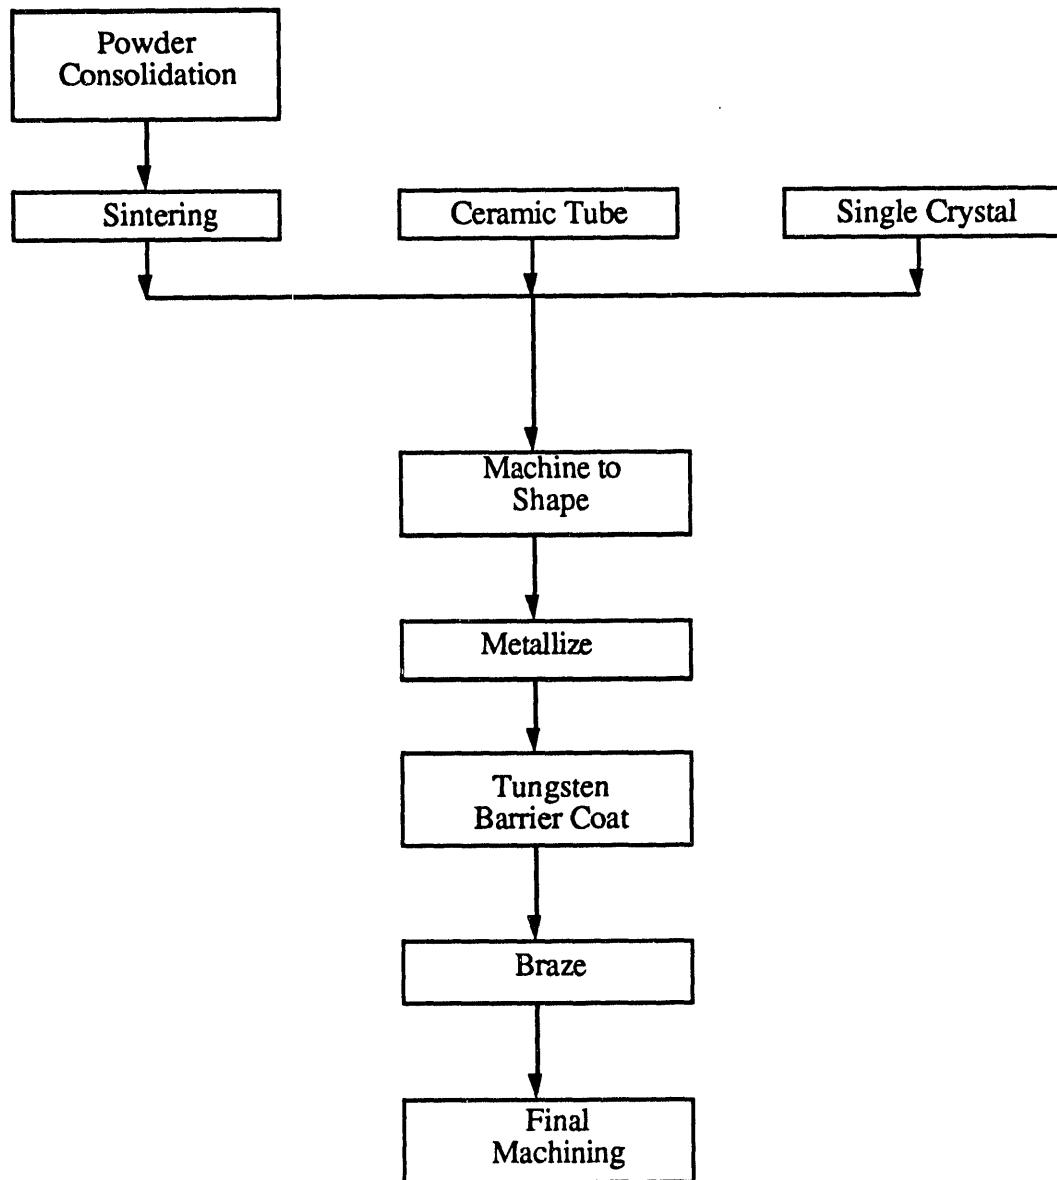 Powder
Consolidation
Sintering
Ceramic Tube
Single Crystal
Machine to
Shape
Metallize
Tungsten
Barrier Coat
Braze
Final
Machining